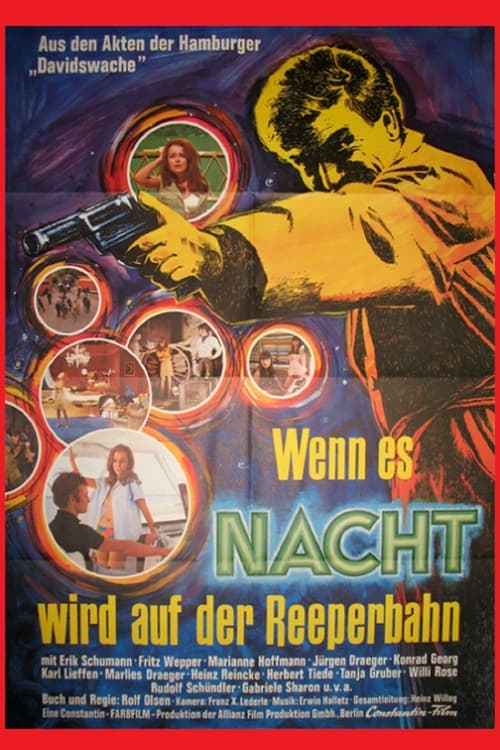 Aus den Akten der Hamburger
„Davidswache”
Wenn es
NACHT
wird auf der Reeperbahn
mit Erik Schumann · Fritz Wepper · Marianne Hoffmann · Jürgen Draeger · Konrad Georg
Karl Lieffen · Marlies Draeger · Heinz Reincke · Herbert Tiede · Tanja Gruber · Willi Rose
Rudolf Schündler · Gabriele Sharon u.v.a.
Buch und Regie: Rolf Olsen · Kamera: Franz X. Lederle · Musik: Erwin Halletz · Gesamtleitung: Heinz Willeg
Eine Constantin-FARBFILM-Produktion der Allianz Film Produktion GmbH., Berlin Constantin-Film